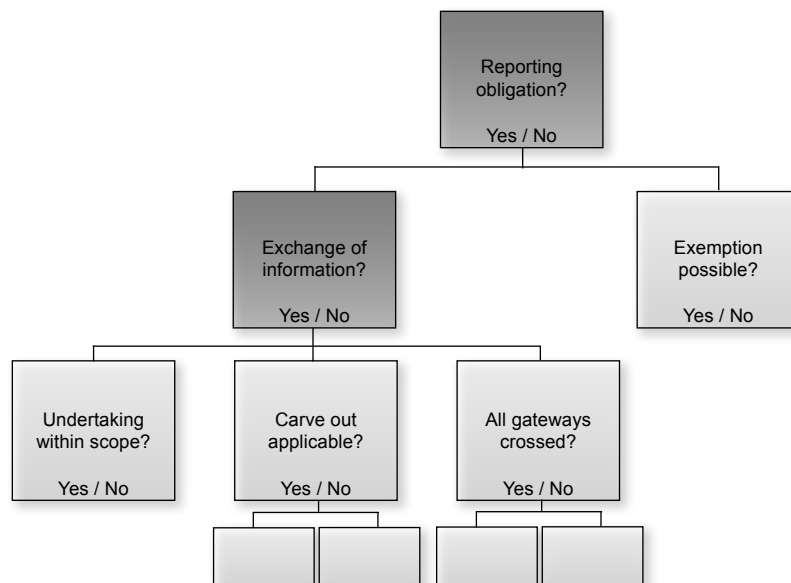 Reporting
obligation?
Yes / No
Exchange of
information?
Yes / No
Exemption
possible?
Yes / No
Undertaking
within scope?
Yes / No
Carve out
applicable?
Yes / No
All gateways
crossed?
Yes / No